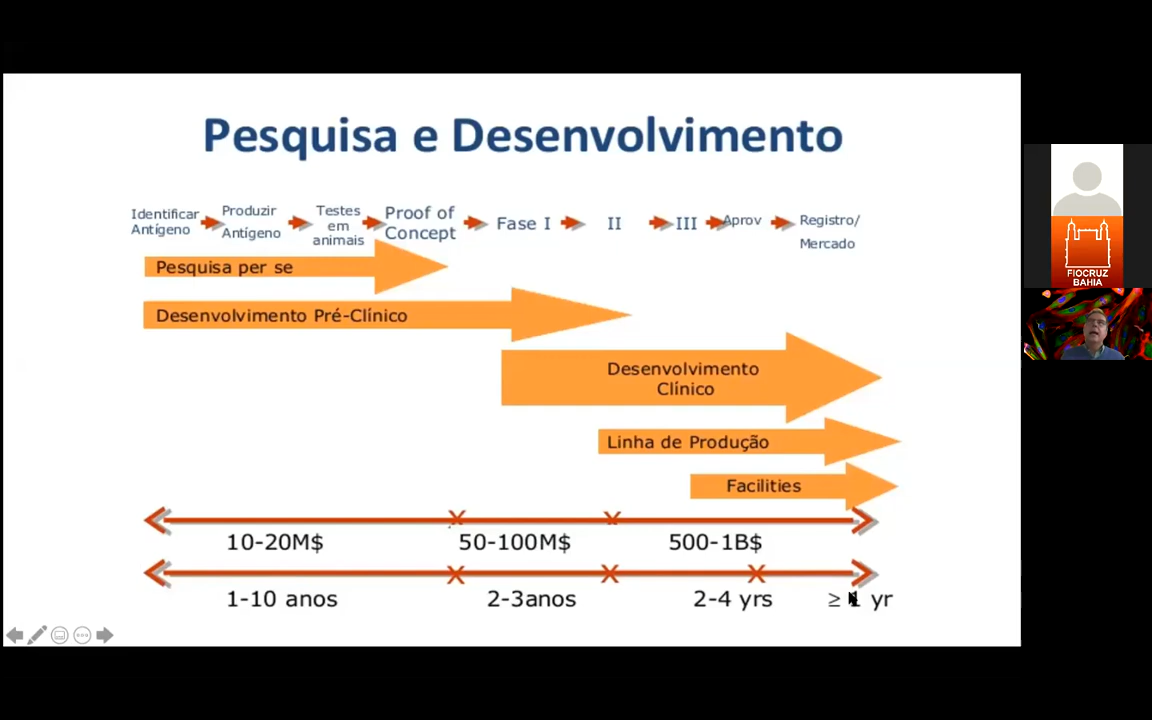 Pesquisa e Desenvolvimento
Identificar
Antígeno
Produzir
Antígeno
Testes
em
animais
Proof of
Concept
Fase I
II
III
Aprov
Registro/
Mercado
Pesquisa per se
Desenvolvimento Pré-Clínico
Desenvolvimento
Clínico
Linha de Produção
Facilities
10-20M$
50-100M$
500-1B$
1-10 anos
2-3anos
2-4 yrs
≥ 1 yr
FIOCRUZ
BAHIA